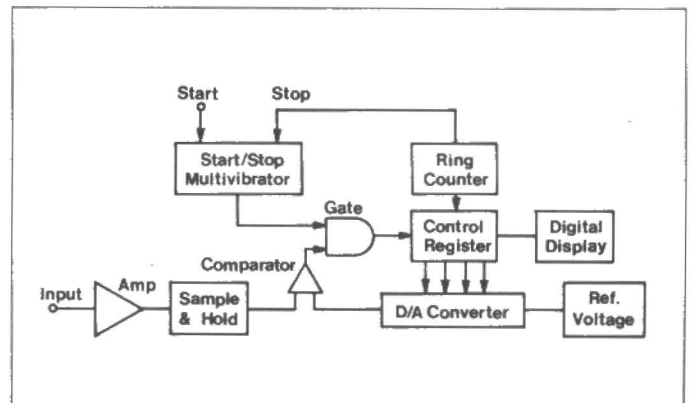 Start
Stop
Start/Stop
Multivibrator
Ring
Counter
Gate
Control
Register
Digital
Display
Comparator
Input
Amp
Sample
& Hold
D/A Converter
Ref.
Voltage